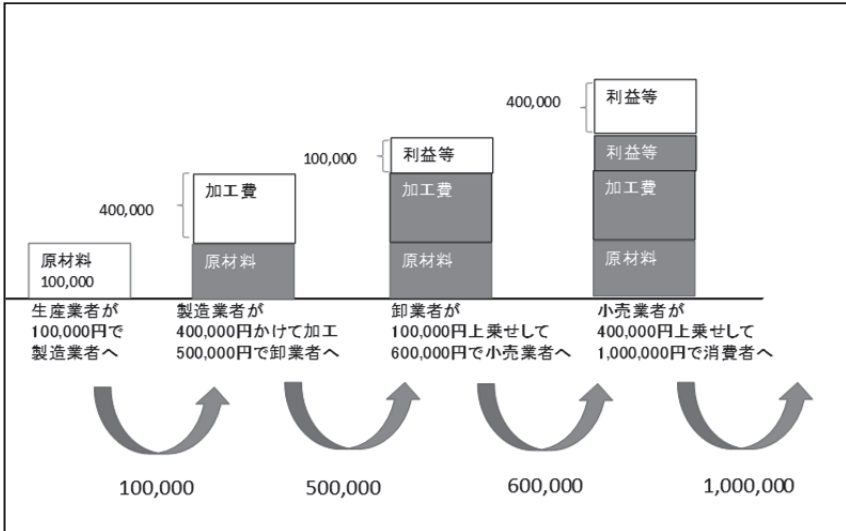 400,000
利益等
100,000
利益等
利益等
400,000
加工費
加工費
加工費
原材料
100,000
原材料
原材料
原材料
生産業者が
100,000円で
製造業者へ
製造業者が
400,000円かけて加工
500,000円で卸業者へ
卸業者が
100,000円上乗せして
600,000円で小売業者へ
小売業者が
400,000円上乗せして
1,000,000円で消費者へ
100,000
500,000
600,000
1,000,000